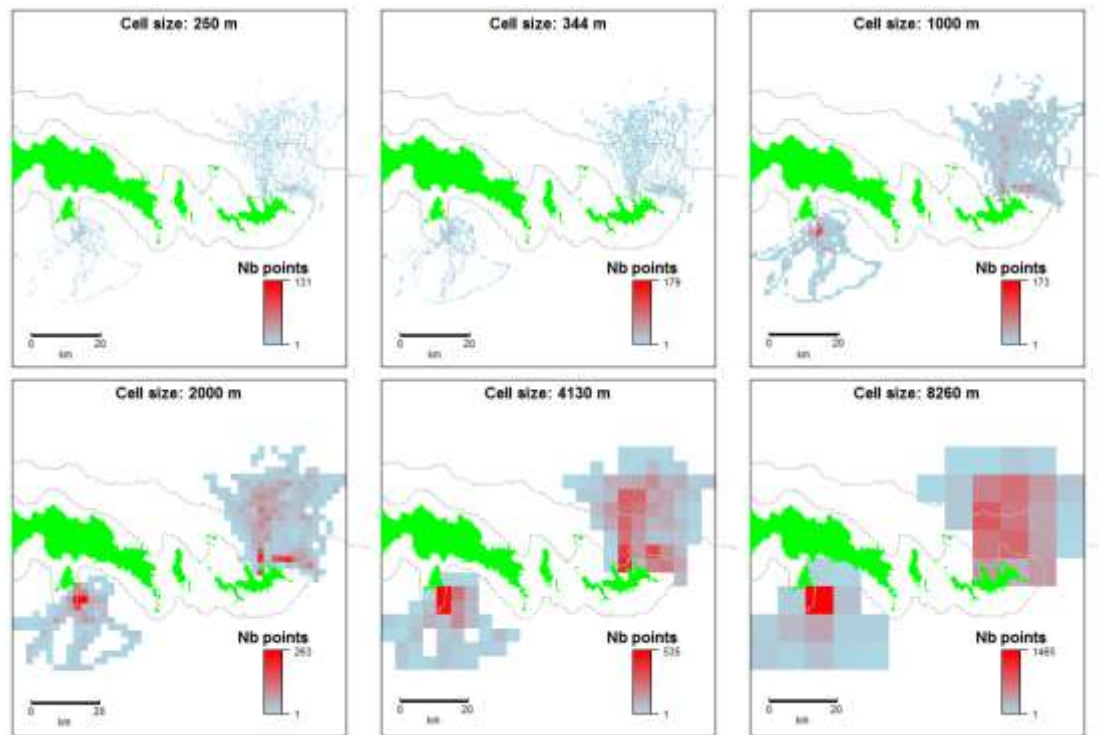 Cell size: 250 m
Nb points
131
1
0 20
km
Cell size: 344 m
Nb points
179
1
0 20
km
Cell size: 1000 m
Nb points
173
1
0 20
km
Cell size: 2000 m
Nb points
263
1
0 20
km
Cell size: 4130 m
Nb points
535
1
0 20
km
Cell size: 8260 m
Nb points
1465
1
0 20
km